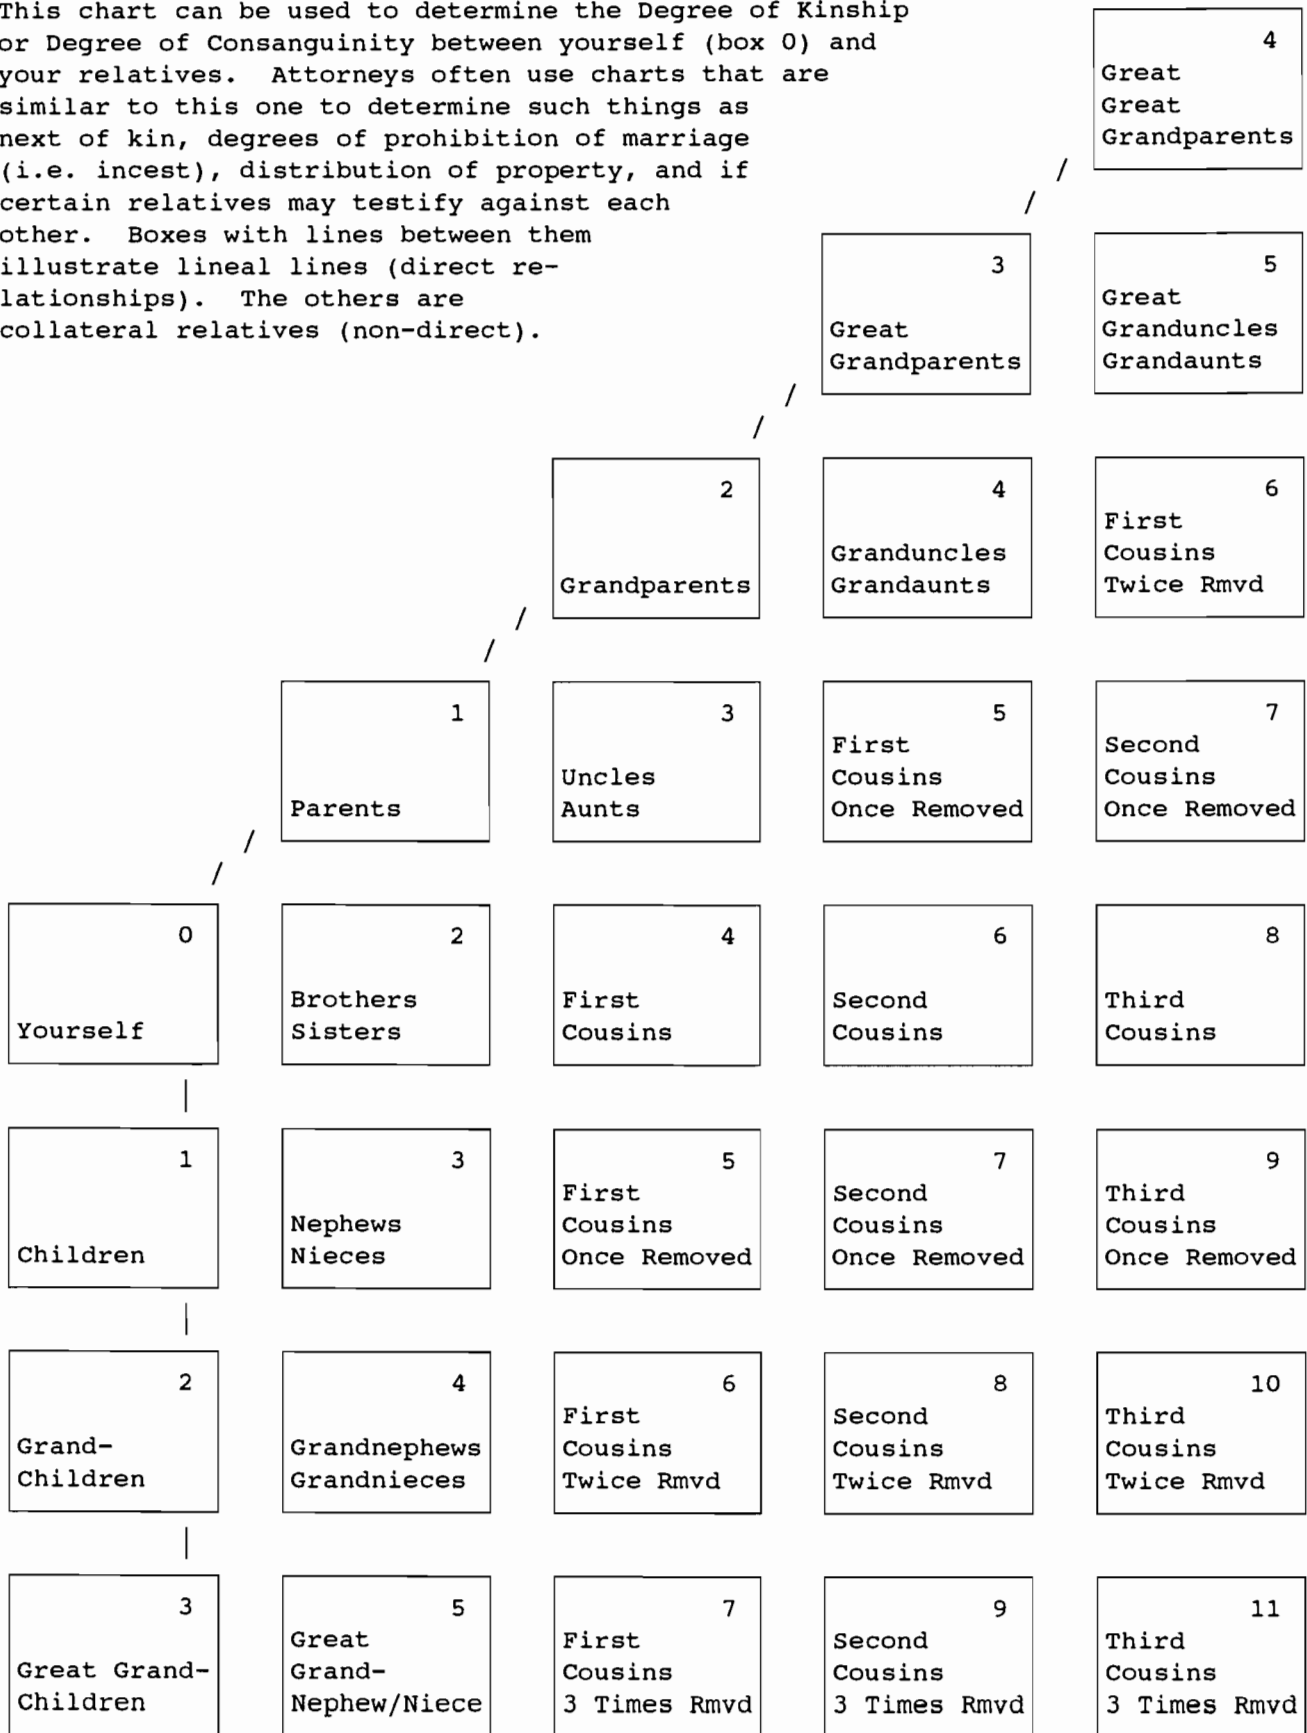 This chart can be used to determine the Degree of Kinship
or Degree of Consanguinity between yourself (box 0) and
your relatives.  Attorneys often use charts that are
similar to this one to determine such things as
next of kin, degrees of prohibition of marriage
(i.e. incest), distribution of property, and if
certain relatives may testify against each
other.  Boxes with lines between them
illustrate lineal lines (direct re-
lationships).  The others are
collateral relatives (non-direct).
4
Great
Great
Grandparents
3
Great
Grandparents
5
Great
Granduncles
Grandaunts
2
Grandparents
4
Granduncles
Grandaunts
6
First
Cousins
Twice Rmvd
1
Parents
3
Uncles
Aunts
5
First
Cousins
Once Removed
7
Second
Cousins
Once Removed
0
Yourself
2
Brothers
Sisters
4
First
Cousins
6
Second
Cousins
8
Third
Cousins
1
Children
3
Nephews
Nieces
5
First
Cousins
Once Removed
7
Second
Cousins
Once Removed
9
Third
Cousins
Once Removed
2
Grand-
Children
4
Grandnephews
Grandnieces
6
First
Cousins
Twice Rmvd
8
Second
Cousins
Twice Rmvd
10
Third
Cousins
Twice Rmvd
3
Great Grand-
Children
5
Great
Grand-
Nephew/Niece
7
First
Cousins
3 Times Rmvd
9
Second
Cousins
3 Times Rmvd
11
Third
Cousins
3 Times Rmvd